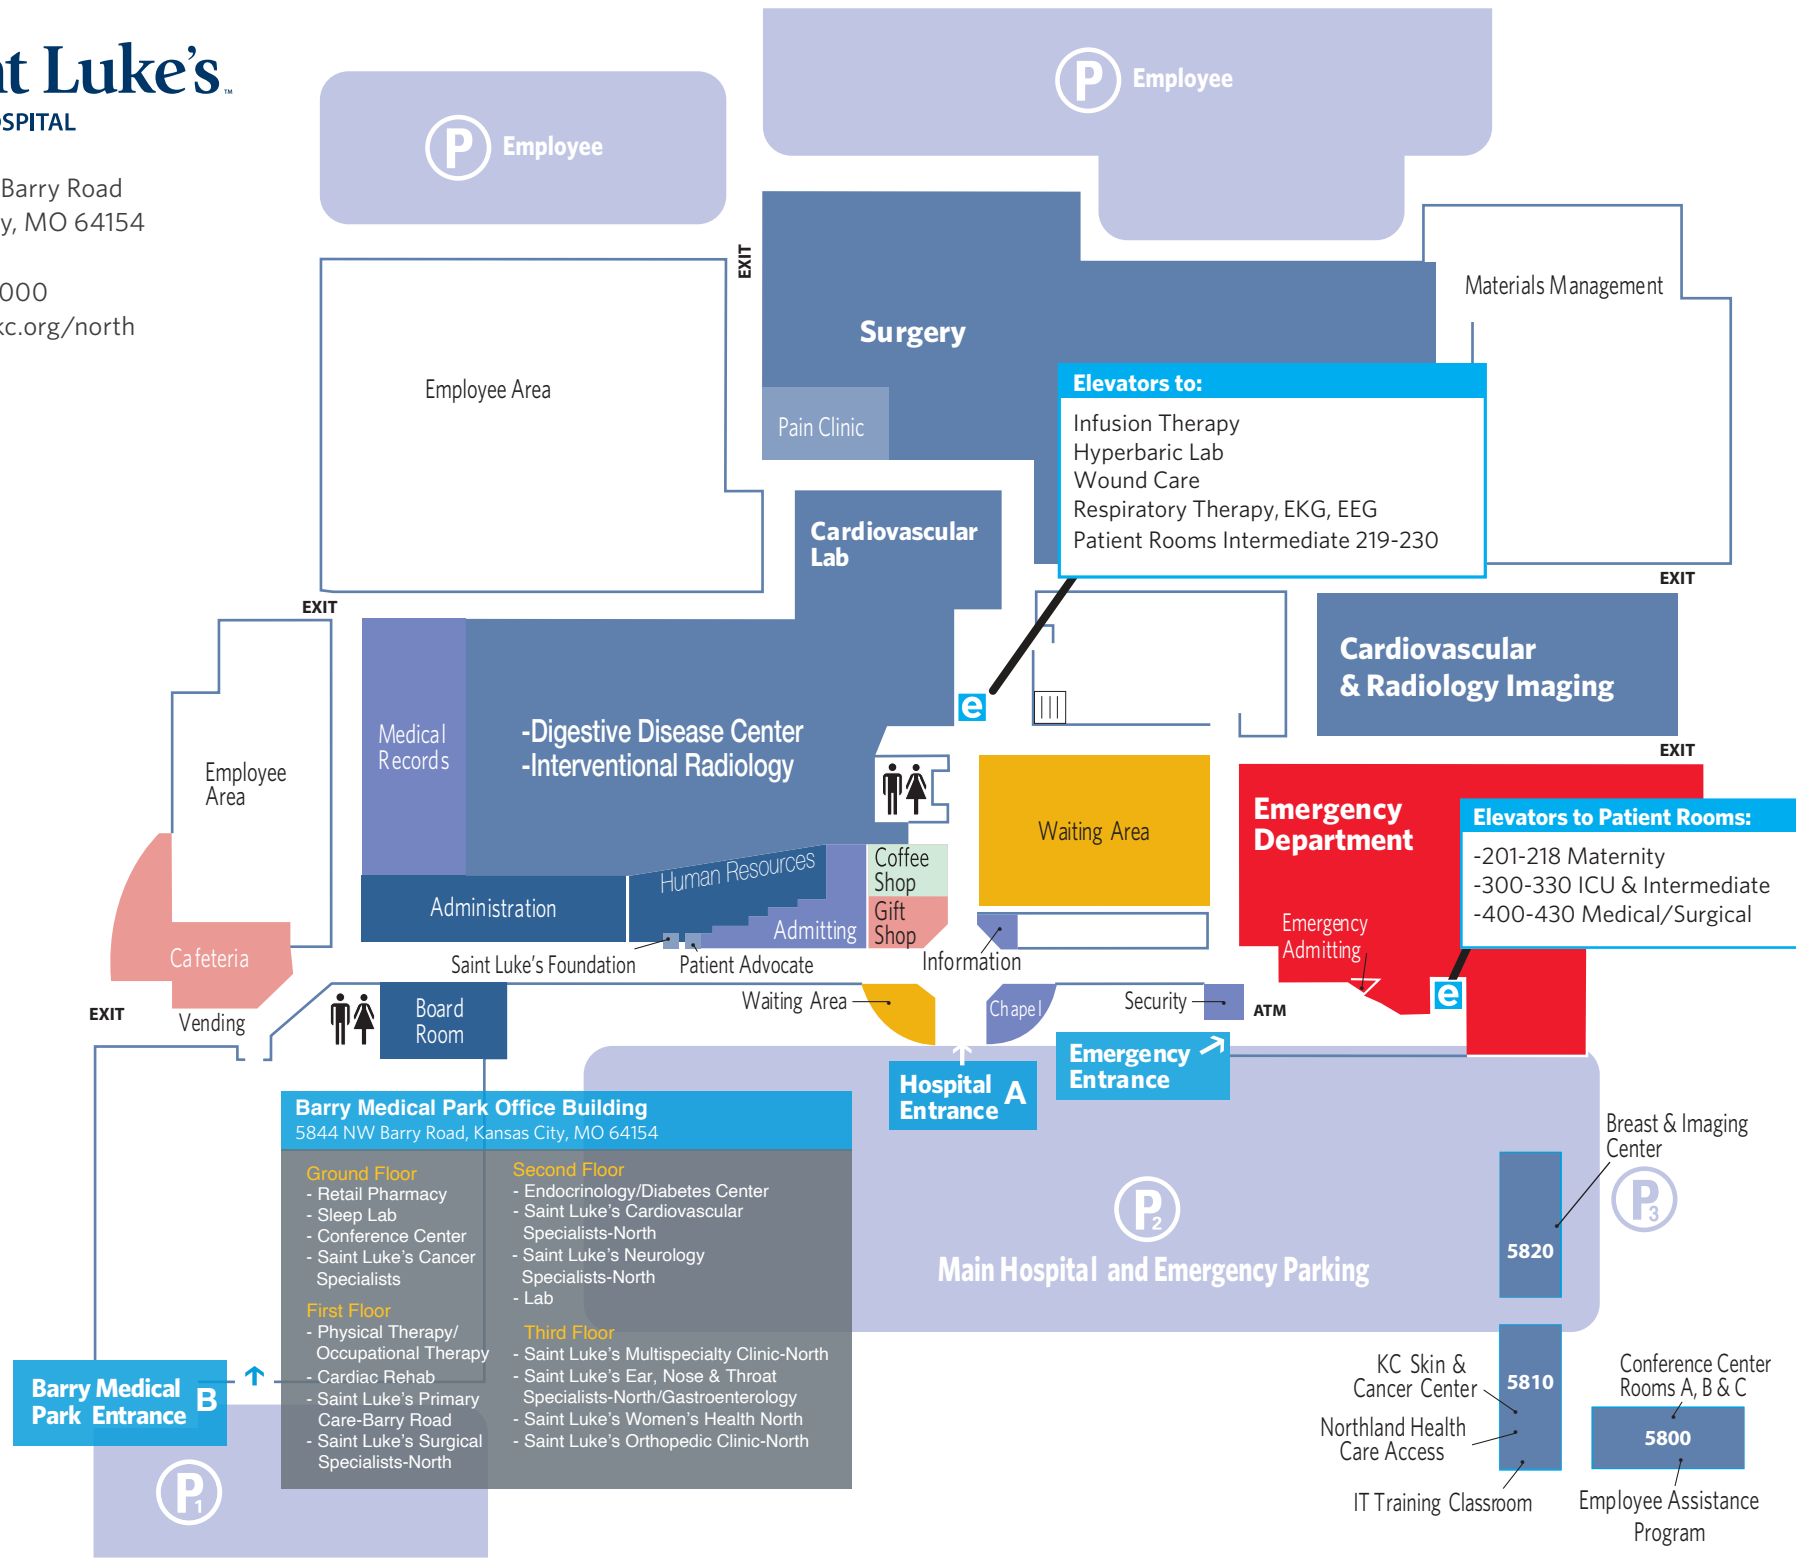 nt Luke's™
OSPITAL
Barry Road
y, MO 64154
000
kc.org/north
P Employee
P Employee
EXIT
Surgery
Materials Management
Employee Area
Pain Clinic
Elevators to:
Infusion Therapy
Hyperbaric Lab
Wound Care
Respiratory Therapy, EKG, EEG
Patient Rooms Intermediate 219-230
Cardiovascular
Lab
EXIT
EXIT
Cardiovascular
& Radiology Imaging
e
Medical
Records
-Digestive Disease Center
-Interventional Radiology
Employee
Area
EXIT
Waiting Area
Emergency
Department
Elevators to Patient Rooms:
-201-218 Maternity
-300-330 ICU & Intermediate
-400-430 Medical/Surgical
Human Resources
Coffee
Shop
Administration
Admitting
Gift
Shop
Emergency
Admitting
Cafeteria
Saint Luke's Foundation
Patient Advocate
Information
e
EXIT
Vending
Board
Room
Waiting Area
Chapel
Security
ATM
Hospital
Entrance A
Emergency
Entrance
Barry Medical Park Office Building
5844 NW Barry Road, Kansas City, MO 64154
Ground Floor
- Retail Pharmacy
- Sleep Lab
- Conference Center
- Saint Luke's Cancer
Specialists
First Floor
- Physical Therapy/
Occupational Therapy
- Cardiac Rehab
- Saint Luke's Primary
Care-Barry Road
- Saint Luke's Surgical
Specialists-North
Second Floor
- Endocrinology/Diabetes Center
- Saint Luke's Cardiovascular
Specialists-North
- Saint Luke's Neurology
Specialists-North
- Lab
Third Floor
- Saint Luke's Multispecialty Clinic-North
- Saint Luke's Ear, Nose & Throat
Specialists-North/Gastroenterology
- Saint Luke's Women's Health North
- Saint Luke's Orthopedic Clinic-North
P2
Main Hospital and Emergency Parking
Breast & Imaging
Center
P3
5820
Barry Medical
Park Entrance B
P1
KC Skin &
Cancer Center
5810
Northland Health
Care Access
IT Training Classroom
Conference Center
Rooms A, B & C
5800
Employee Assistance
Program